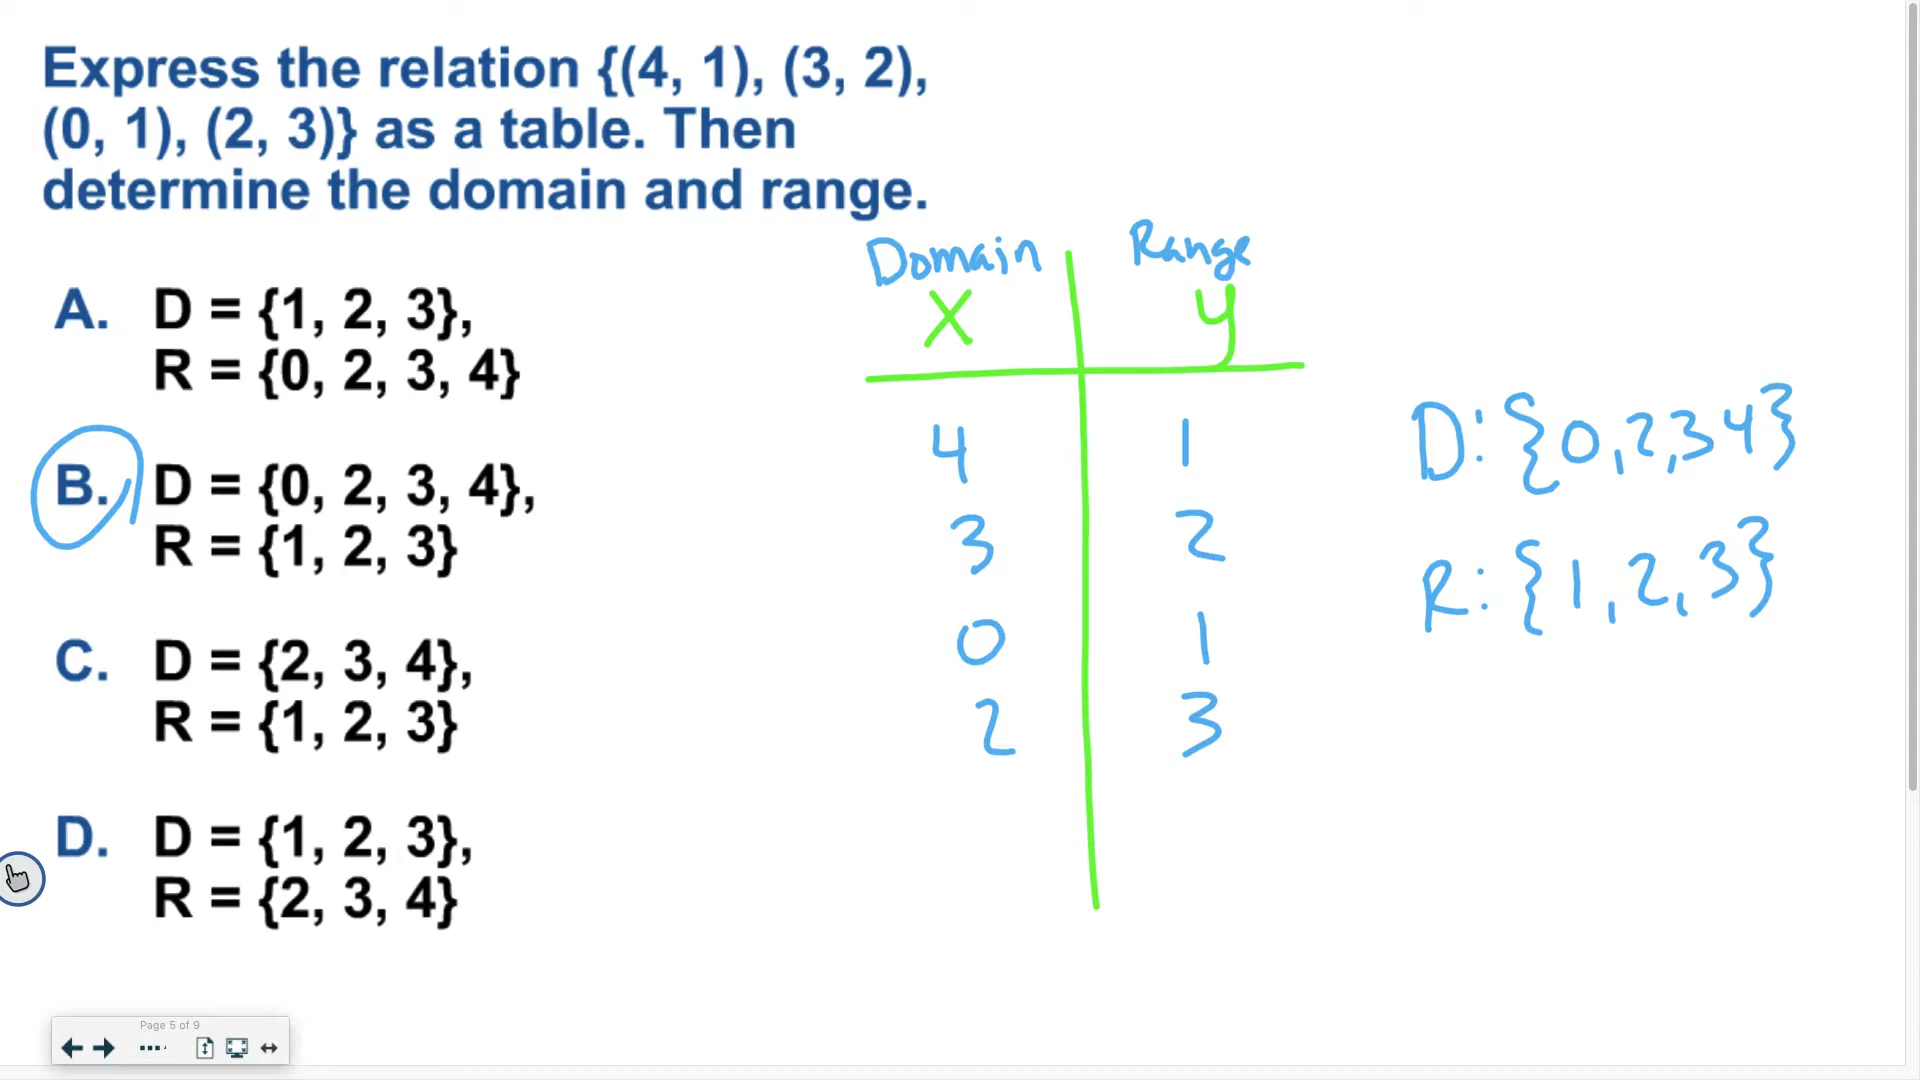 Express the relation {(4, 1), (3, 2),
(0, 1), (2, 3)} as a table. Then
determine the domain and range.
A. D = {1, 2, 3},
R = {0, 2, 3, 4}
B. D = {0, 2, 3, 4},
R = {1, 2, 3}
C. D = {2, 3, 4},
R = {1, 2, 3}
D. D = {1, 2, 3},
R = {2, 3, 4}
Domain Range
X y
4 1
3 2
0 1
2 3
D: {0,2,3 4}
R: {1,2,3}
Page 5 of 9